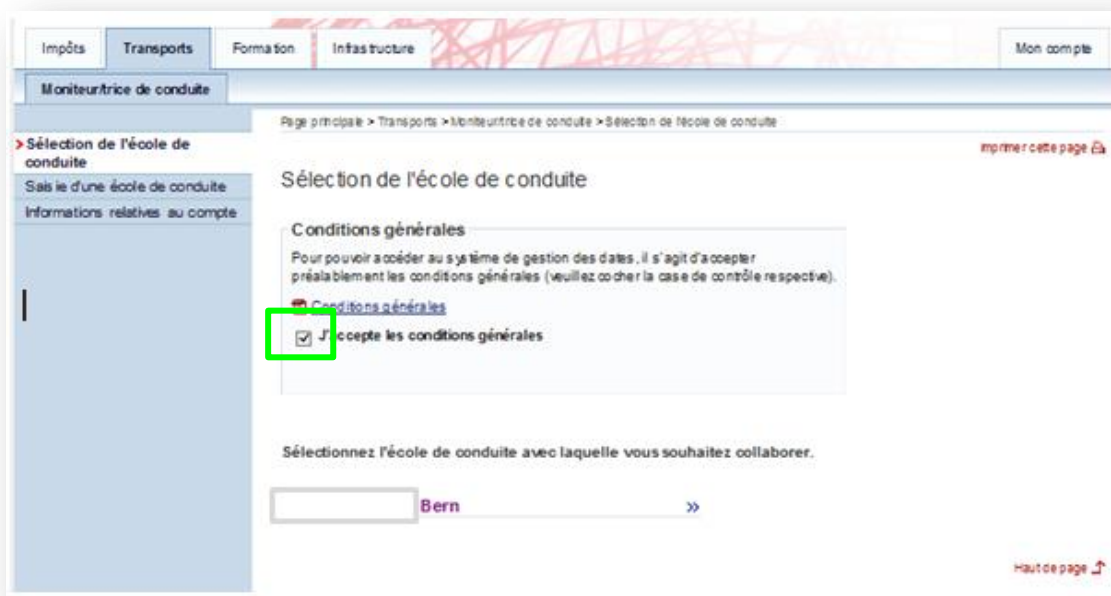 Impôts Transports Formation Infrastructure Mon compte
Moniteur/trice de conduite
Page principale > Transports > Moniteur/trice de conduite > Sélection de l'école de conduite
Imprimer cette page
Sélection de l'école de
conduite
Saisie d'une école de conduite
Informations relatives au compte
Sélection de l'école de conduite
Conditions générales
Pour pouvoir accéder au système de gestion des dates, il s'agit d'accepter
préalablement les conditions générales (veuillez cocher la case de contrôle respective).
Conditions générales
J'accepte les conditions générales
Sélectionnez l'école de conduite avec laquelle vous souhaitez collaborer.
Bern »
Haut de page